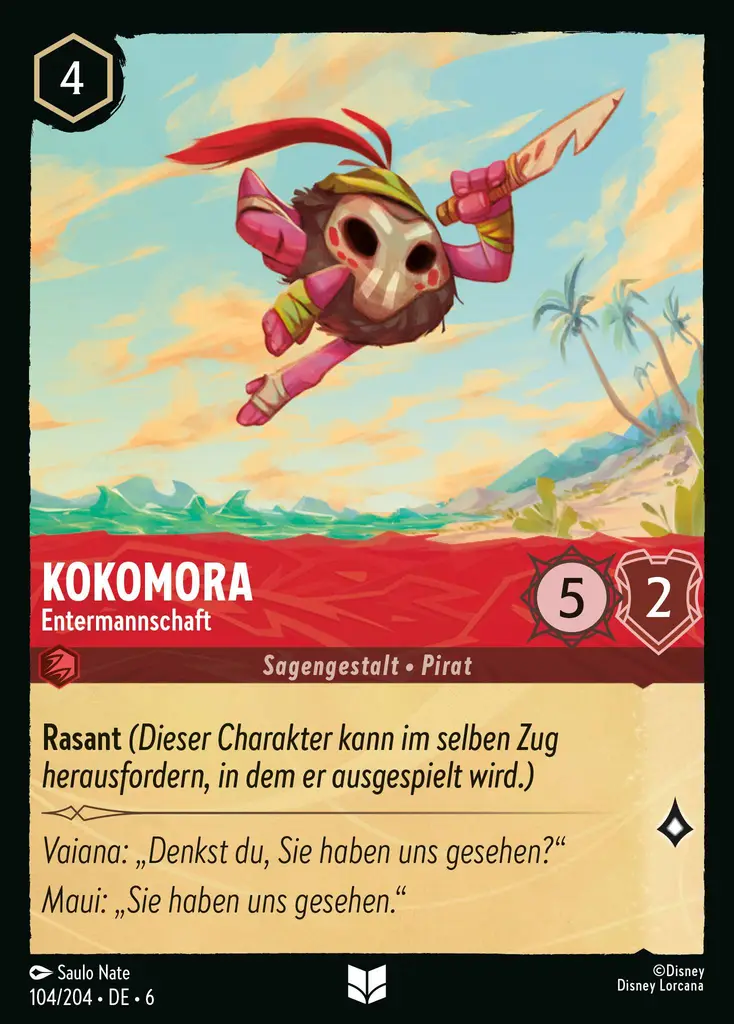 4
KOKOMORA
Entermannschaft
5
2
Sagengestalt • Pirat
Rasant (Dieser Charakter kann im selben Zug
herausfordern, in dem er ausgespielt wird.)
Vaiana: „Denkst du, Sie haben uns gesehen?“
Maui: „Sie haben uns gesehen.“
Saulo Nate
104/204 • DE • 6
©Disney
Disney Lorcana